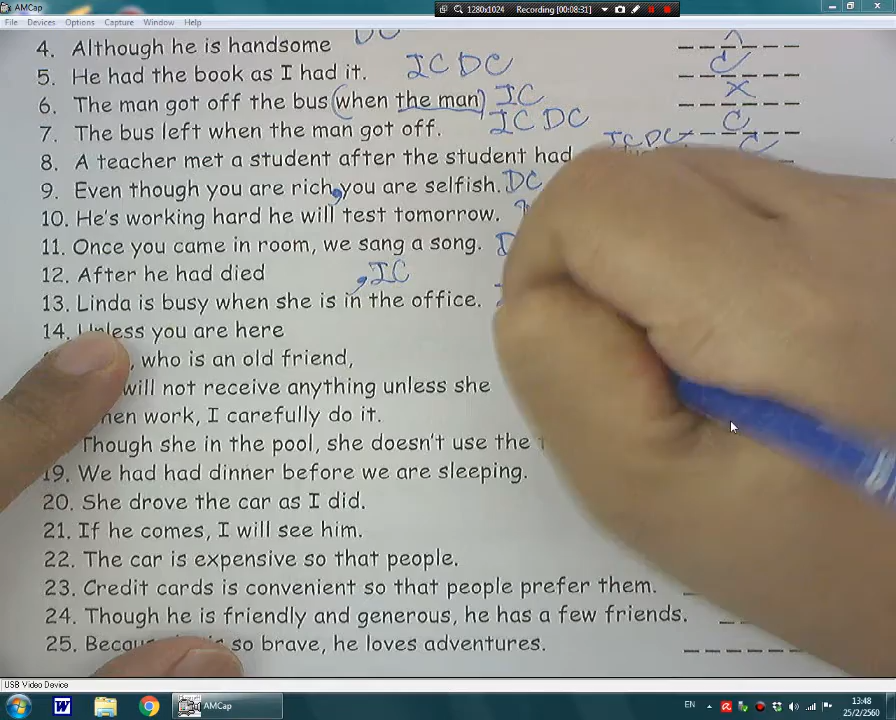 AMCap
1280x1024 Recording [00:08:31]
File Devices Options Capture Window Help
4. Although he is handsome DC
5. He had the book as I had it. IC DC C
6. The man got off the bus (when the man) IC X
7. The bus left when the man got off. IC DC C
8. A teacher met a student after the student had IC DC C
9. Even though you are rich, you are selfish. DC
10. He's working hard he will test tomorrow.
11. Once you came in room, we sang a song. D
12. After he had died , IC
13. Linda is busy when she is in the office.
14. Unless you are here
, who is an old friend,
will not receive anything unless she
hen work, I carefully do it.
Though she in the pool, she doesn't use the
19. We had had dinner before we are sleeping.
20. She drove the car as I did.
21. If he comes, I will see him.
22. The car is expensive so that people.
23. Credit cards is convenient so that people prefer them.
24. Though he is friendly and generous, he has a few friends.
25. Becau so brave, he loves adventures.
USB Video Device
AMCap EN 13:48
25/2/2560